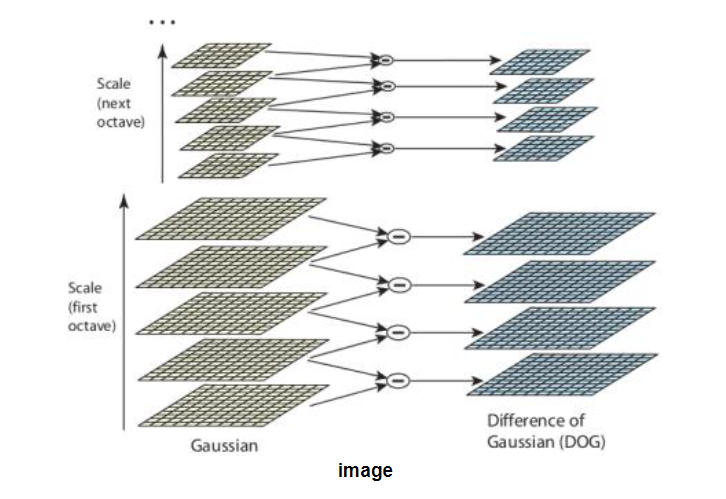 ...
Scale
(next
octave)
Scale
(first
octave)
Gaussian
Difference of
Gaussian (DOG)
image